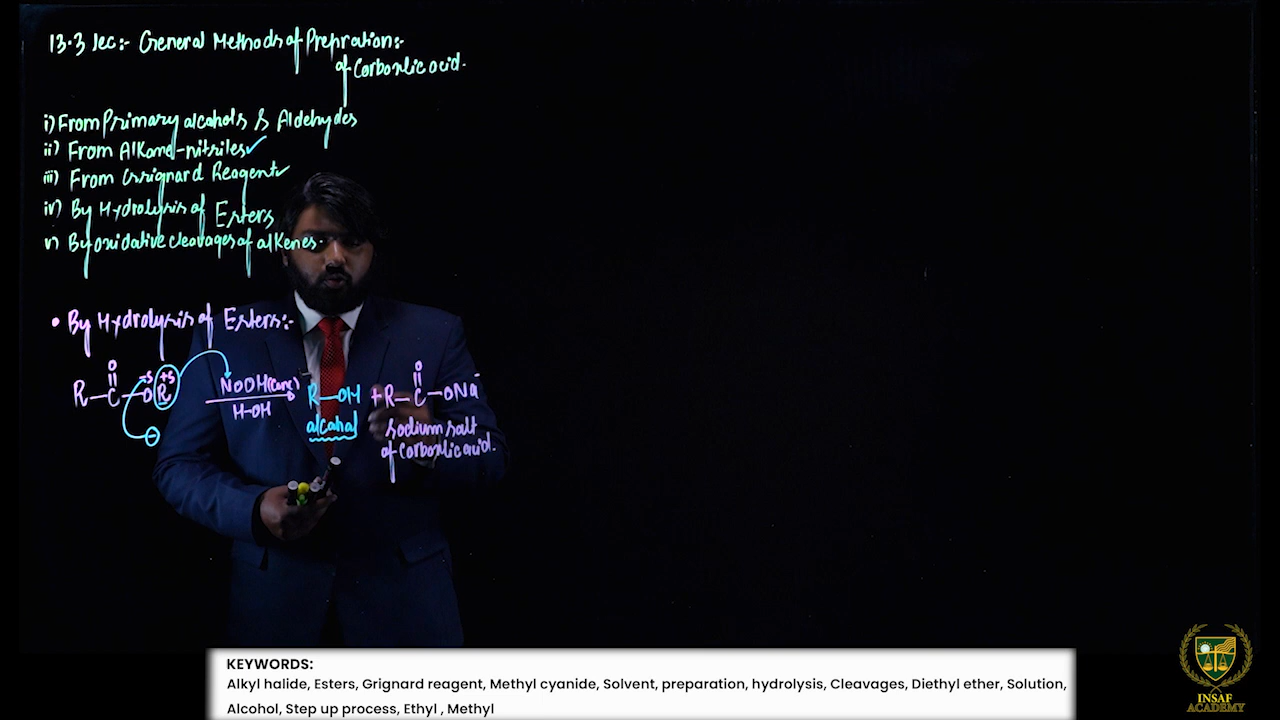 13.3 lec:- General Methods of Prepration:-
of Carboxlic acid.
i) From Primary alcohols & Aldehydes
ii) From Alkane-nitriles ✓
iii) From Grignard Reagent ✓
iv) By Hydrolysis of Esters
v) By oxidative cleavages of alkenes.
• By Hydrolysis of Esters:-
O O
R—C—OR NaOH(conc) R—OH + R—C—ONa
-δ +δ
H-OH
alcohal sodium salt
of Carboxlic acid.
KEYWORDS:
Alkyl halide, Esters, Grignard reagent, Methyl cyanide, Solvent, preparation, hydrolysis, Cleavages, Diethyl ether, Solution,
Alcohol, Step up process, Ethyl , Methyl
INSAF
ACADEMY